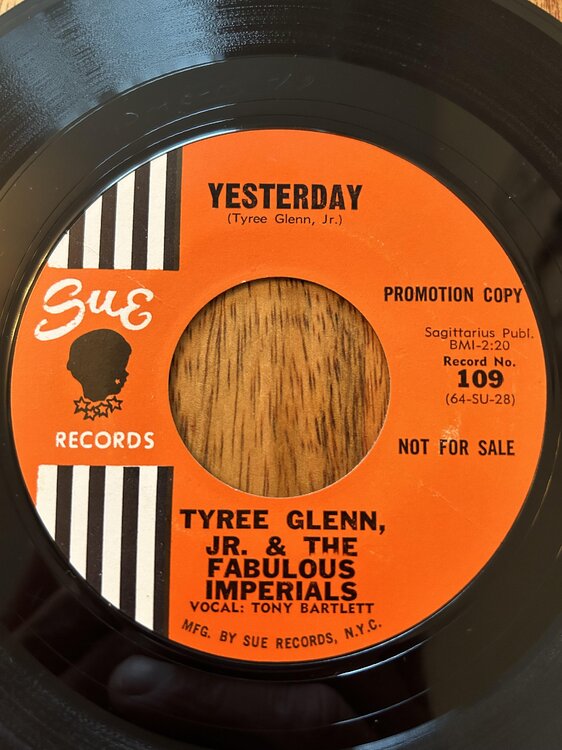 YESTERDAY
(Tyree Glenn, Jr.)
Sue
RECORDS
PROMOTION COPY
Sagittarius Publ.
BMI-2:20
Record No.
109
(64-SU-28)
NOT FOR SALE
TYREE GLENN,
JR. & THE
FABULOUS
IMPERIALS
VOCAL: TONY BARTLETT
MFG. BY SUE RECORDS, N.Y.C.